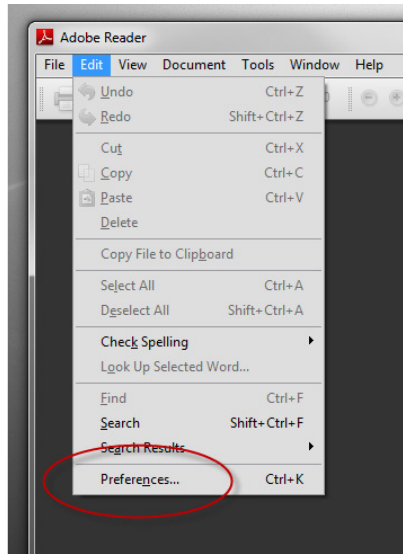 Adobe Reader
File Edit View Document Tools Window Help
Undo Ctrl+Z
Redo Shift+Ctrl+Z
Cut Ctrl+X
Copy Ctrl+C
Paste Ctrl+V
Delete
Copy File to Clipboard
Select All Ctrl+A
Deselect All Shift+Ctrl+A
Check Spelling
Look Up Selected Word...
Find Ctrl+F
Search Shift+Ctrl+F
Search Results
Preferences... Ctrl+K